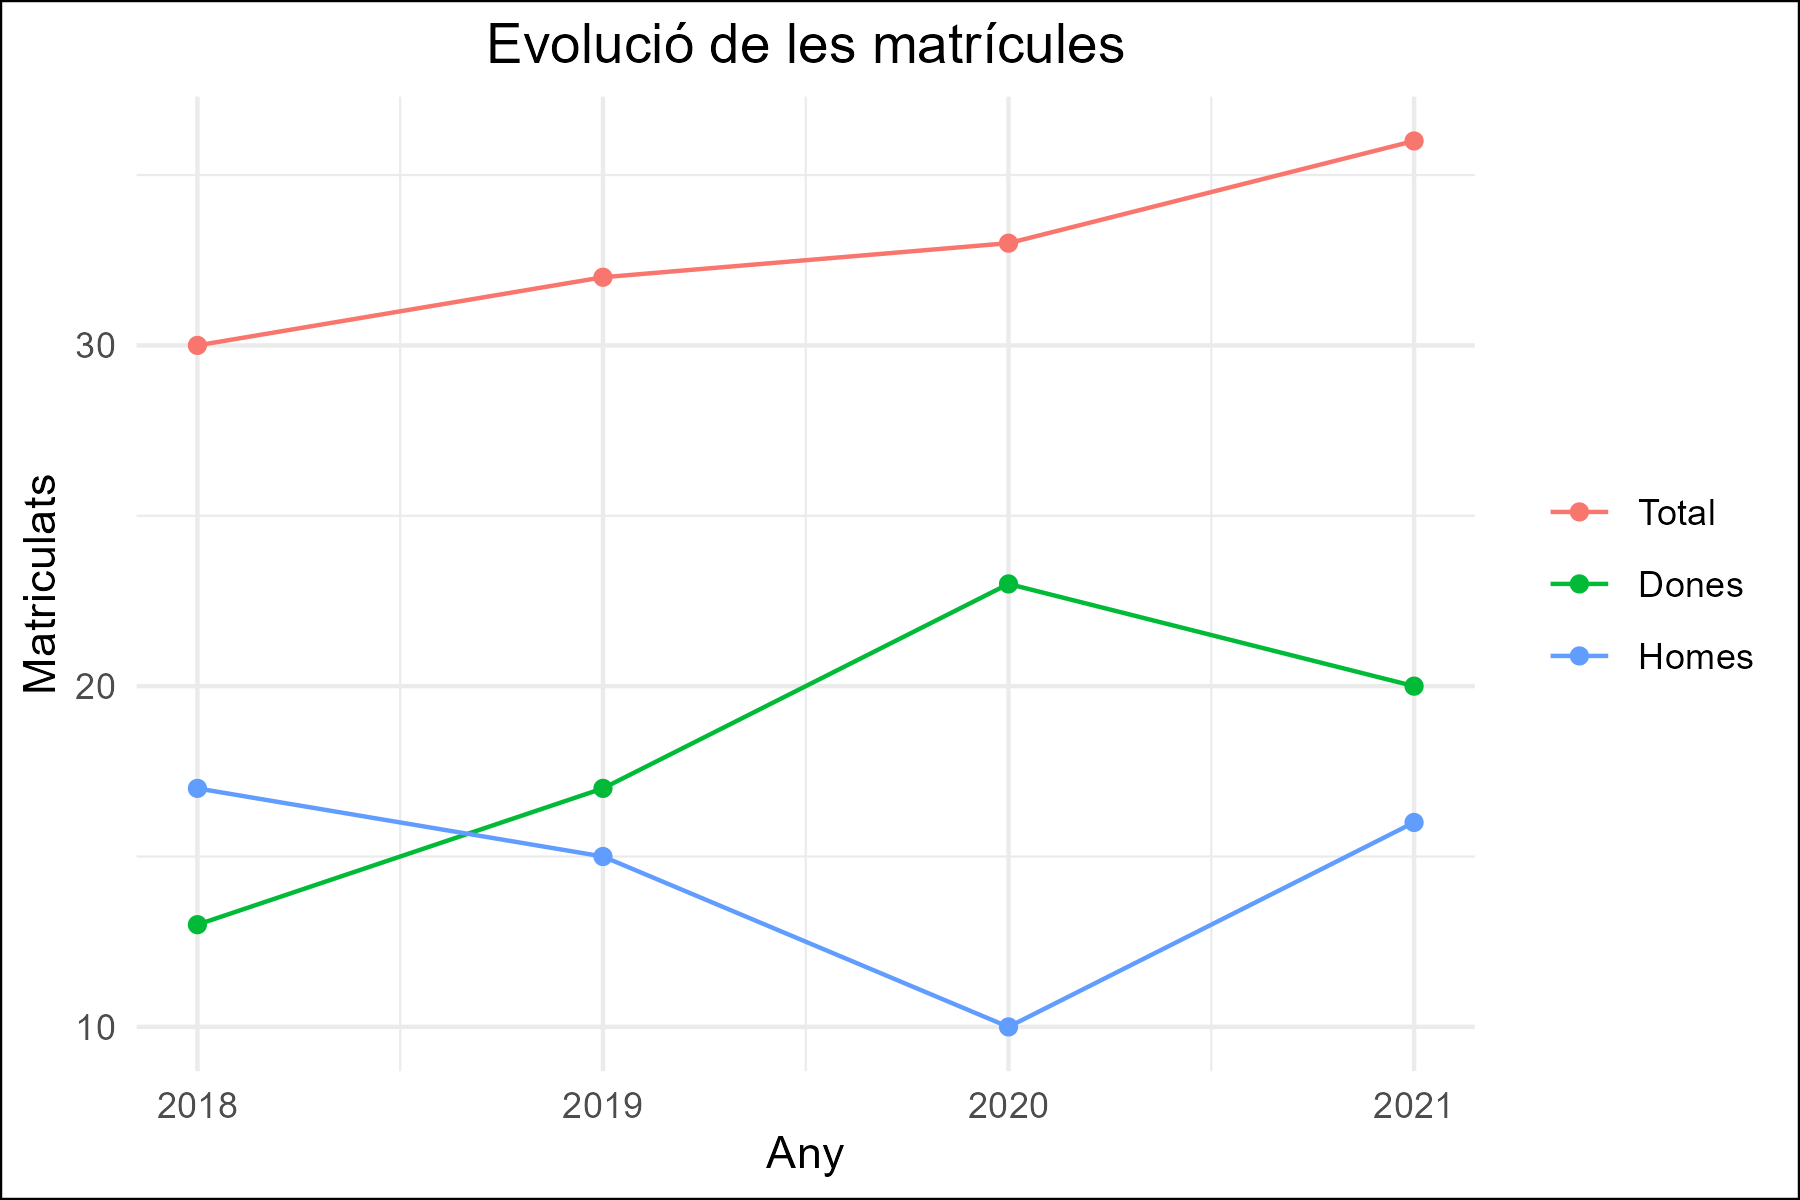 Evolució de les matrícules
Matriculats
30
20
10
2018
2019
2020
2021
Any
Total
Dones
Homes